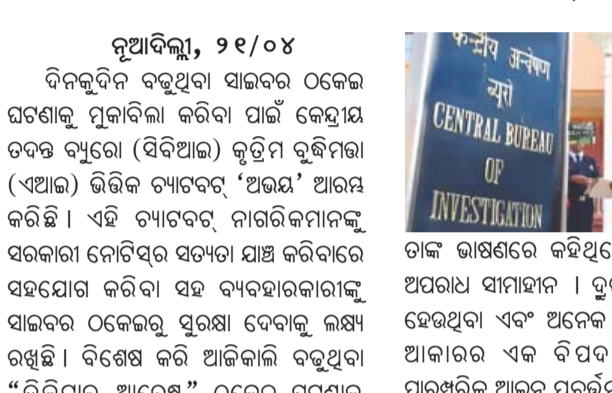 ନୂଆଦିଲ୍ଲୀ, ୨୧/୦୪
ଦିନକୁଦିନ ବଢୁଥିବା ସାଇବର ଠକେଇ
ଘଟଣାକୁ ମୁକାବିଲା କରିବା ପାଇଁ କେନ୍ଦ୍ରୀୟ
ତଦନ୍ତ ବ୍ୟୁରୋ (ସିବିଆଇ) କୃତ୍ରିମ ବୁଦ୍ଧିମତ୍ତା
(ଏଆଇ) ଭିତ୍ତିକ ଚ୍ୟାଟବଟ୍ ‘ଅଭୟ’ ଆରମ୍ଭ
କରିଛି । ଏହି ଚ୍ୟାଟବଟ୍ ନାଗରିକମାନଙ୍କୁ
ସରକାରୀ ନୋଟିସ୍‌ର ସତ୍ୟତା ଯାଞ୍ଚ କରିବାରେ
ସହଯୋଗ କରିବା ସହ ବ୍ୟବହାରକାରୀଙ୍କୁ
ସାଇବର ଠକେଇରୁ ସୁରକ୍ଷା ଦେବାକୁ ଲକ୍ଷ୍ୟ
ରଖିଛି । ବିଶେଷ କରି ଆଜିକାଲି ବଢୁଥିବା
केन्द्रीय अन्वेषण
ब्यूरो
CENTRAL BUREAU
OF
INVESTIGATION
ତାଙ୍କ ଭାଷଣରେ
ଅପରାଧ ସୀମାହୀନ ।
ହେଉଥିବା ଏବଂ ଅନେକ
ଆକାରର ଏକ ବିପଦ